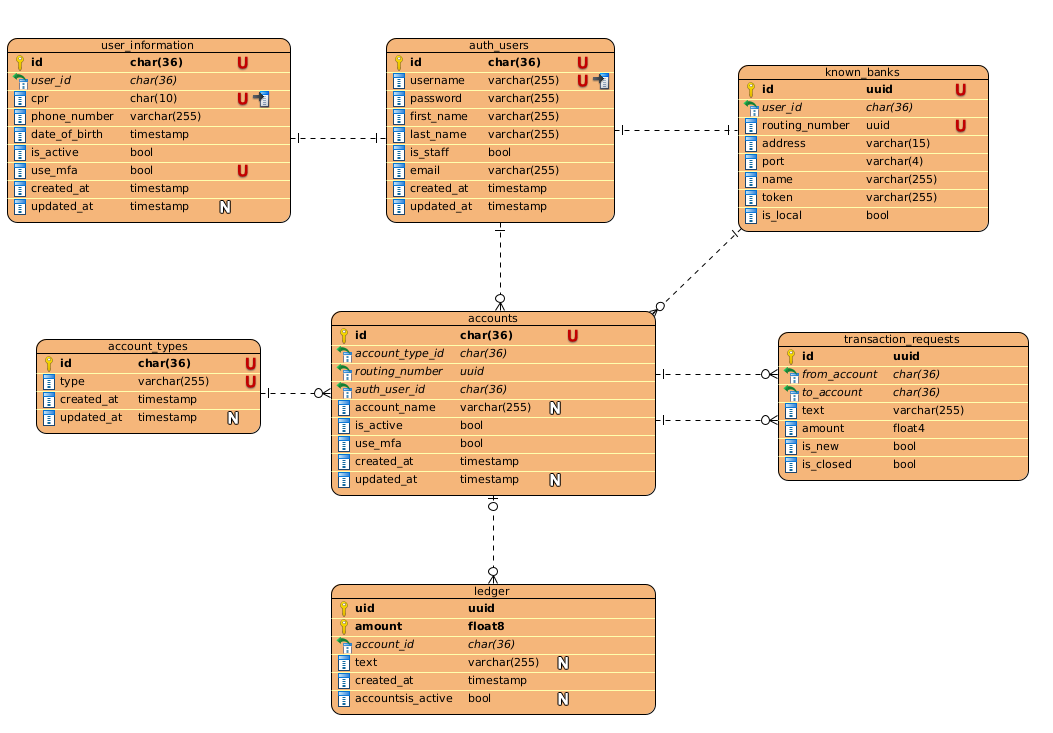 user_information
id char(36) U
user_id char(36)
cpr char(10) U
phone_number varchar(255)
date_of_birth timestamp
is_active bool
use_mfa bool U
created_at timestamp
updated_at timestamp N
auth_users
id char(36) U
username varchar(255) U
password varchar(255)
first_name varchar(255)
last_name varchar(255)
is_staff bool
email varchar(255)
created_at timestamp
updated_at timestamp
known_banks
id uuid U
user_id char(36)
routing_number uuid U
address varchar(15)
port varchar(4)
name varchar(255)
token varchar(255)
is_local bool
account_types
id char(36) U
type varchar(255) U
created_at timestamp
updated_at timestamp N
accounts
id char(36) U
account_type_id char(36)
routing_number uuid
auth_user_id char(36)
account_name varchar(255) N
is_active bool
use_mfa bool
created_at timestamp
updated_at timestamp N
transaction_requests
id uuid
from_account char(36)
to_account char(36)
text varchar(255)
amount float4
is_new bool
is_closed bool
ledger
uid uuid
amount float8
account_id char(36)
text varchar(255) N
created_at timestamp
accountsis_active bool N